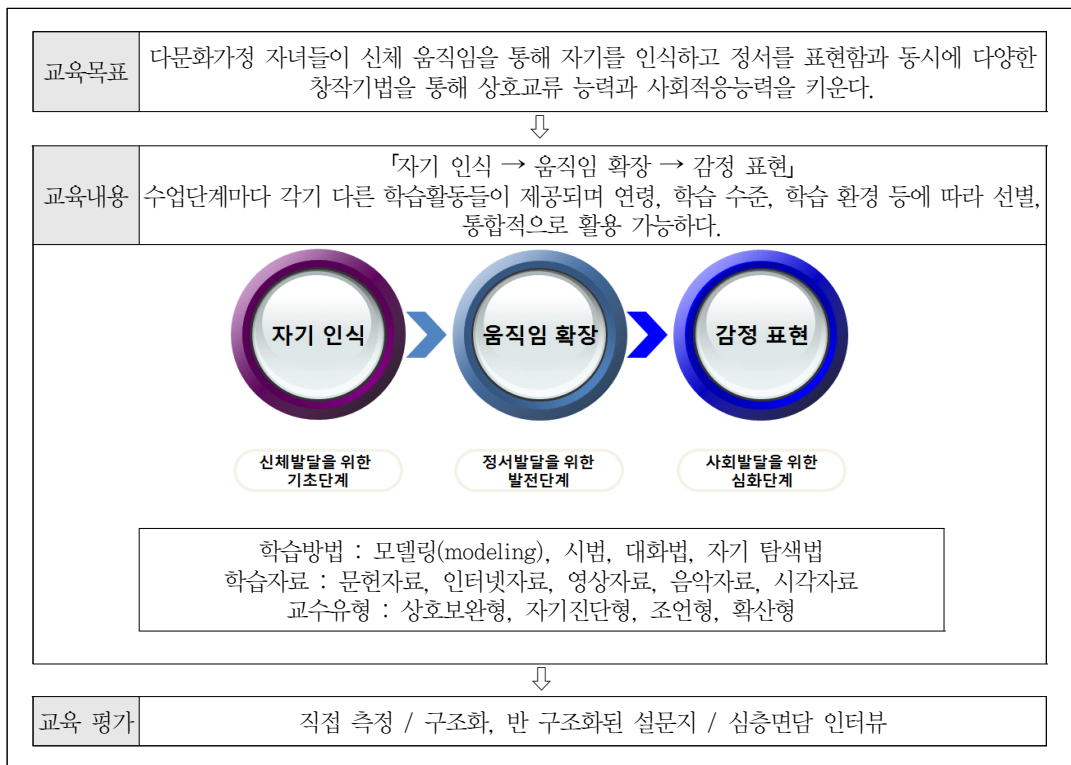 교육목표
다문화가정 자녀들이 신체 움직임을 통해 자기를 인식하고 정서를 표현함과 동시에 다양한
창작기법을 통해 상호교류 능력과 사회적응능력을 키운다.
⇩
교육내용
「자기 인식 → 움직임 확장 → 감정 표현」
수업단계마다 각기 다른 학습활동들이 제공되며 연령, 학습 수준, 학습 환경 등에 따라 선별,
통합적으로 활용 가능하다.
자기 인식
움직임 확장
감정 표현
신체발달을 위한
기초단계
정서발달을 위한
발전단계
사회발달을 위한
심화단계
학습방법 : 모델링(modeling), 시범, 대화법, 자기 탐색법
학습자료 : 문헌자료, 인터넷자료, 영상자료, 음악자료, 시각자료
교수유형 : 상호보완형, 자기진단형, 조언형, 확산형
⇩
교육 평가
직접 측정 / 구조화, 반 구조화된 설문지 / 심층면담 인터뷰